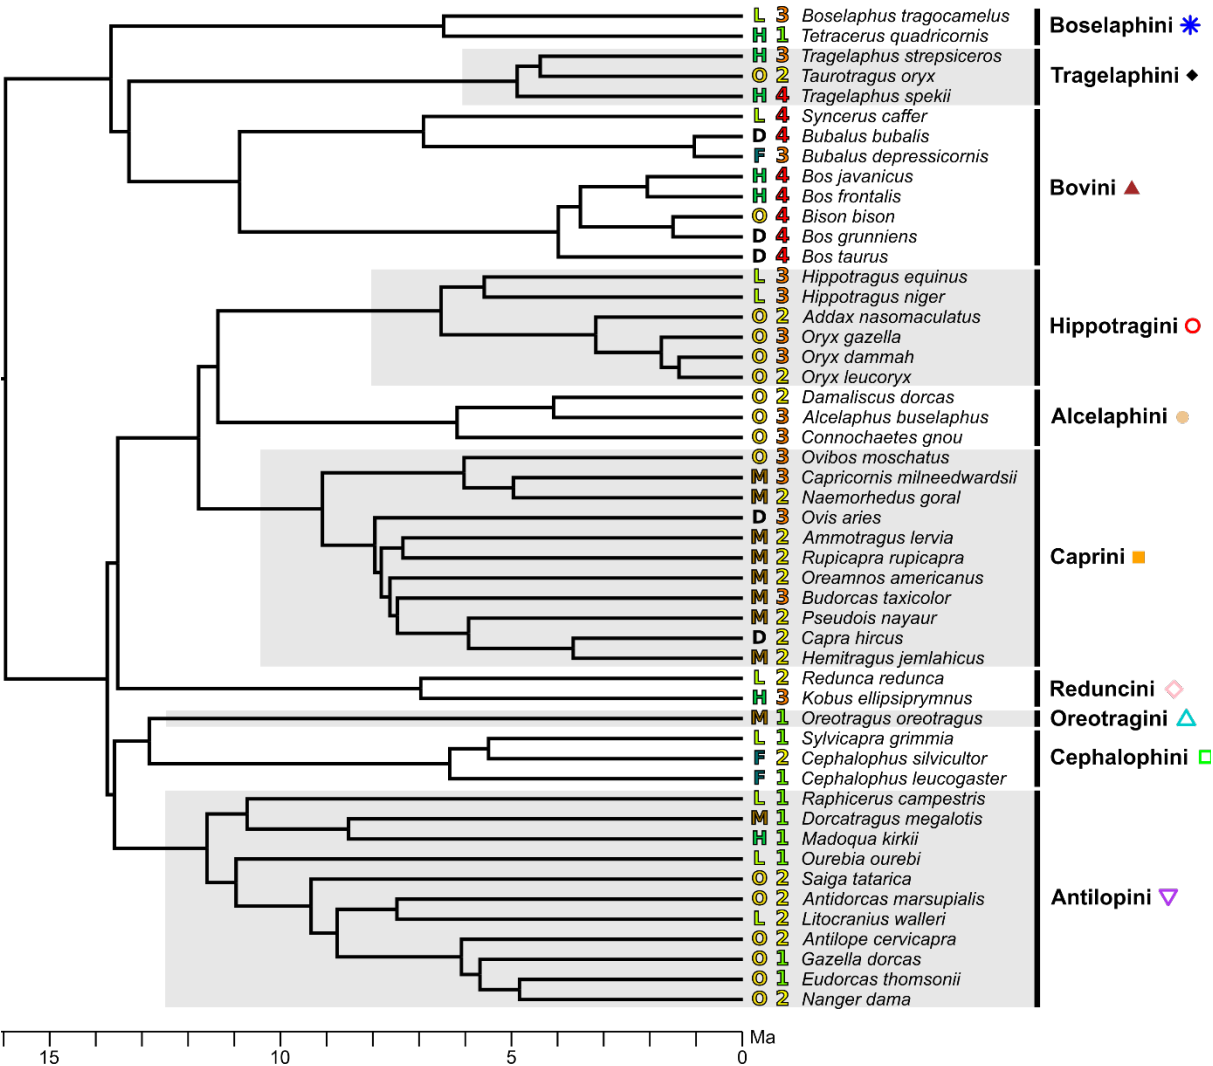 L 3 Boselaphus tragocamelus
H 1 Tetracerus quadricornis
Boselaphini
H 3 Tragelaphus strepsiceros
O 2 Taurotragus oryx
H 4 Tragelaphus spekii
Tragelaphini
L 4 Syncerus caffer
D 4 Bubalus bubalis
F 3 Bubalus depressicornis
H 4 Bos javanicus
H 4 Bos frontalis
O 4 Bison bison
D 4 Bos grunniens
D 4 Bos taurus
Bovini
L 3 Hippotragus equinus
L 3 Hippotragus niger
O 2 Addax nasomaculatus
O 3 Oryx gazella
O 3 Oryx dammah
O 2 Oryx leucoryx
Hippotragini
O 2 Damaliscus dorcas
O 3 Alcelaphus buselaphus
O 3 Connochaetes gnou
Alcelaphini
O 3 Ovibos moschatus
M 3 Capricornis milneedwardsii
M 2 Naemorhedus goral
D 3 Ovis aries
M 2 Ammotragus lervia
M 2 Rupicapra rupicapra
M 2 Oreamnos americanus
M 3 Budorcas taxicolor
M 2 Pseudois nayaur
D 2 Capra hircus
M 2 Hemitragus jemlahicus
Caprini
L 2 Redunca redunca
H 3 Kobus ellipsiprymnus
Reduncini
M 1 Oreotragus oreotragus
Oreotragini
L 1 Sylvicapra grimmia
F 2 Cephalophus silvicultor
F 1 Cephalophus leucogaster
Cephalophini
L 1 Raphicerus campestris
M 1 Dorcatragus megalotis
H 1 Madoqua kirkii
L 1 Ourebia ourebi
O 2 Saiga tatarica
O 2 Antidorcas marsupialis
L 2 Litocranius walleri
O 2 Antilope cervicapra
O 1 Gazella dorcas
O 1 Eudorcas thomsonii
O 2 Nanger dama
Antilopini
Ma
15 10 5 0